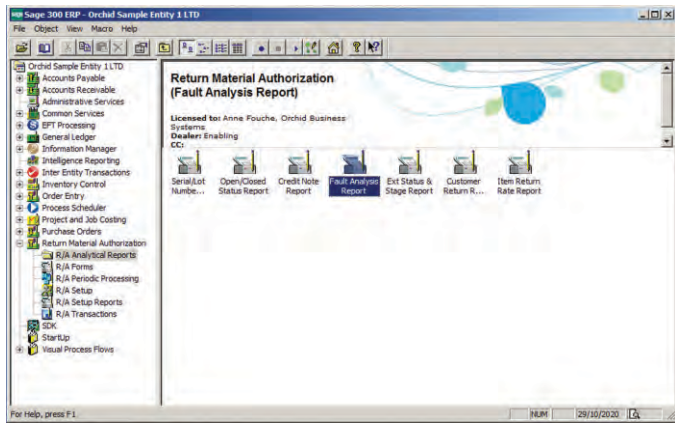 Sage 300 ERP - Orchid Sample Entity 1 LTD
File Object View Macro Help
Orchid Sample Entity 1 LTD
Accounts Payable
Accounts Receivable
Administrative Services
Common Services
EFT Processing
General Ledger
Information Manager
Intelligence Reporting
Inter Entity Transactions
Inventory Control
Order Entry
Process Scheduler
Project and Job Costing
Purchase Orders
Return Material Authorization
R/A Analytical Reports
R/A Forms
R/A Periodic Processing
R/A Setup
R/A Setup Reports
R/A Transactions
SDK
StartUp
Visual Process Flows
Return Material Authorization
(Fault Analysis Report)
Licensed to: Anne Fouche, Orchid Business
Systems
Dealer: Enabling
CC:
Serial/Lot Open/Closed Credit Note Fault Analysis Ext Status & Customer Item Return
Numbe... Status Report Report Report Stage Report Return R... Rate Report
For Help, press F1
NUM 29/10/2020